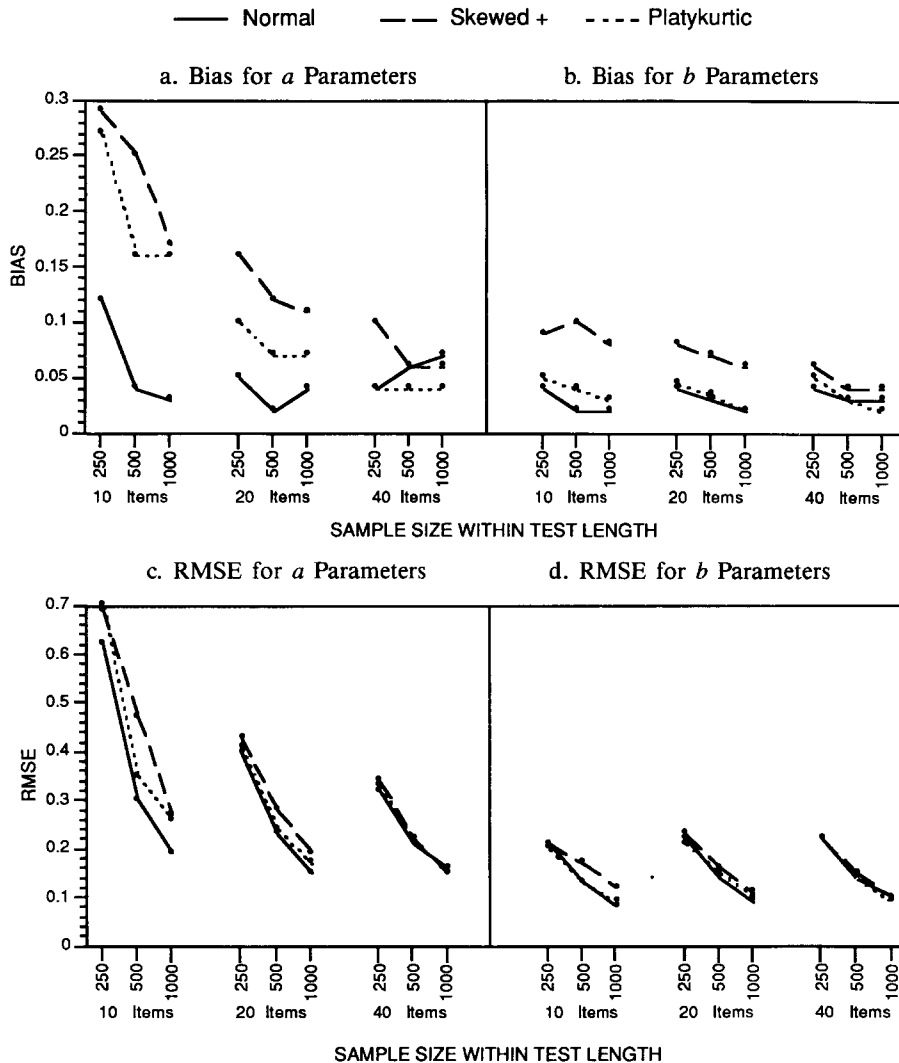 Normal Skewed + Platykurtic
a. Bias for a Parameters b. Bias for b Parameters
0.3
0.25
0.2
0.15
0.1
0.05
0
BIAS
250 500 1000 250 500 1000 250 500 1000 250 500 1000 250 500 1000 250 500 1000
10 Items 20 Items 40 Items 10 Items 20 Items 40 Items
SAMPLE SIZE WITHIN TEST LENGTH
c. RMSE for a Parameters d. RMSE for b Parameters
0.7
0.6
0.5
0.4
0.3
0.2
0.1
0
RMSE
250 500 1000 250 500 1000 250 500 1000 250 500 1000 250 500 1000 250 500 1000
10 Items 20 Items 40 Items 10 Items 20 Items 40 Items
SAMPLE SIZE WITHIN TEST LENGTH